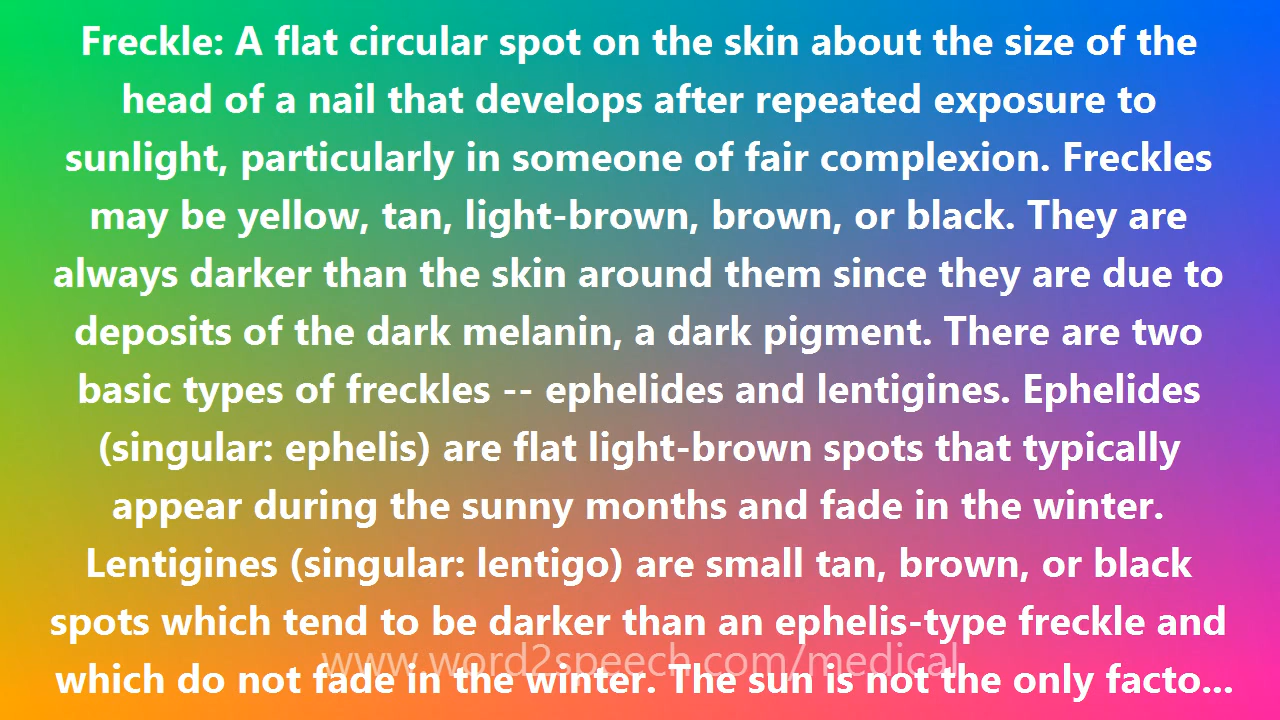 Freckle: A flat circular spot on the skin about the size of the
head of a nail that develops after repeated exposure to
sunlight, particularly in someone of fair complexion. Freckles
may be yellow, tan, light-brown, brown, or black. They are
always darker than the skin around them since they are due to
deposits of the dark melanin, a dark pigment. There are two
basic types of freckles -- ephelides and lentigines. Ephelides
(singular: ephelis) are flat light-brown spots that typically
appear during the sunny months and fade in the winter.
Lentigines (singular: lentigo) are small tan, brown, or black
spots which tend to be darker than an ephelis-type freckle and
www.word2speech.com/medical
which do not fade in the winter. The sun is not the only facto...